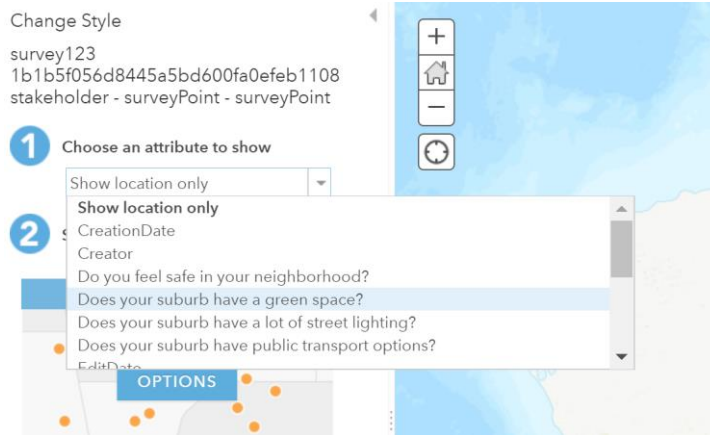 Change Style
survey123
1b1b5f056d8445a5bd600fa0efeb1108
stakeholder - surveyPoint - surveyPoint
1 Choose an attribute to show
Show location only
Show location only
CreationDate
2
Creator
Do you feel safe in your neighborhood?
Does your suburb have a green space?
Does your suburb have a lot of street lighting?
Does your suburb have public transport options?
EditDate
OPTIONS
+
−